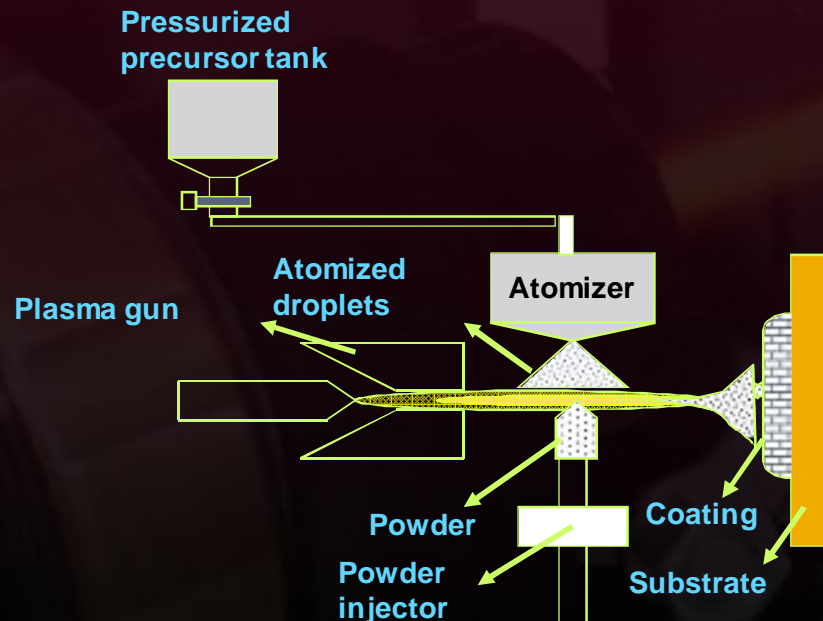 Pressurized
precursor tank
Atomized
droplets
Atomizer
Plasma gun
Powder
Coating
Powder
injector
Substrate